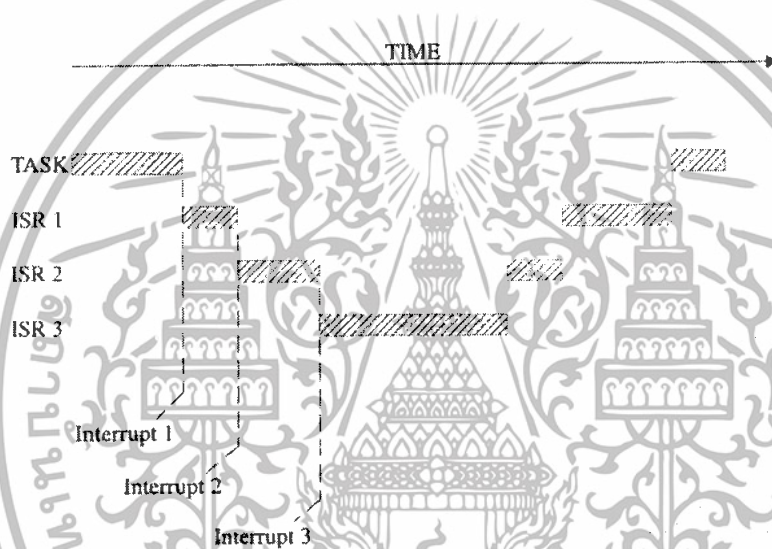 TIME
TASK
ISR 1
ISR 2
ISR 3
Interrupt 1
Interrupt 2
Interrupt 3